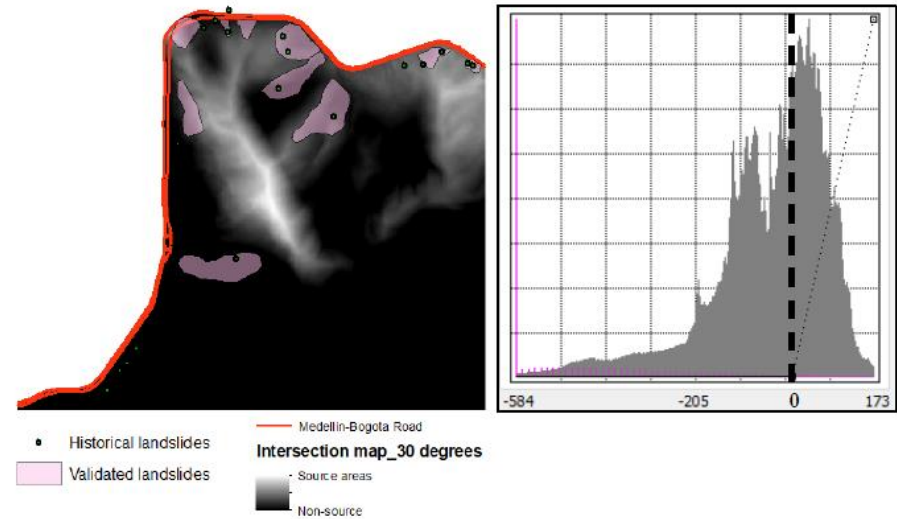 -584
-205
0
173
Historical landslides
Validated landslides
Medellin-Bogota Road
Intersection map_30 degrees
Source areas
Non-source